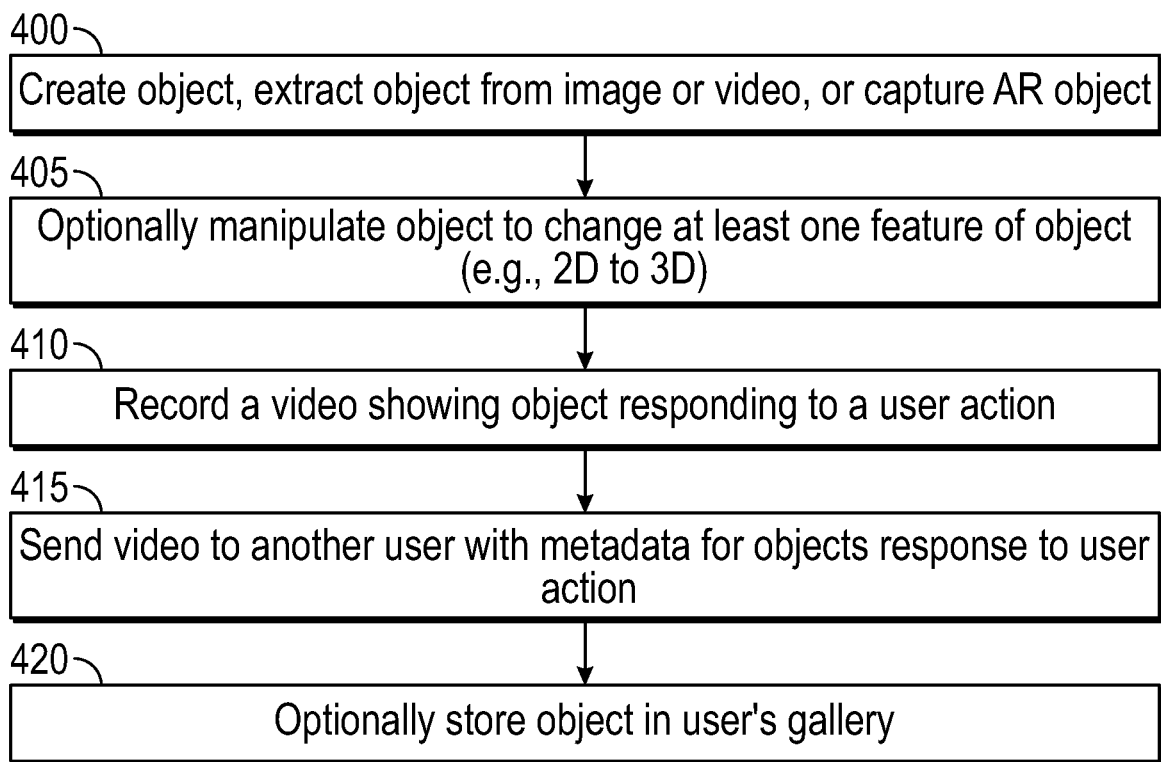 400
Create object, extract object from image or video, or capture AR object
405
Optionally manipulate object to change at least one feature of object
(e.g., 2D to 3D)
410
Record a video showing object responding to a user action
415
Send video to another user with metadata for objects response to user
action
420
Optionally store object in user's gallery